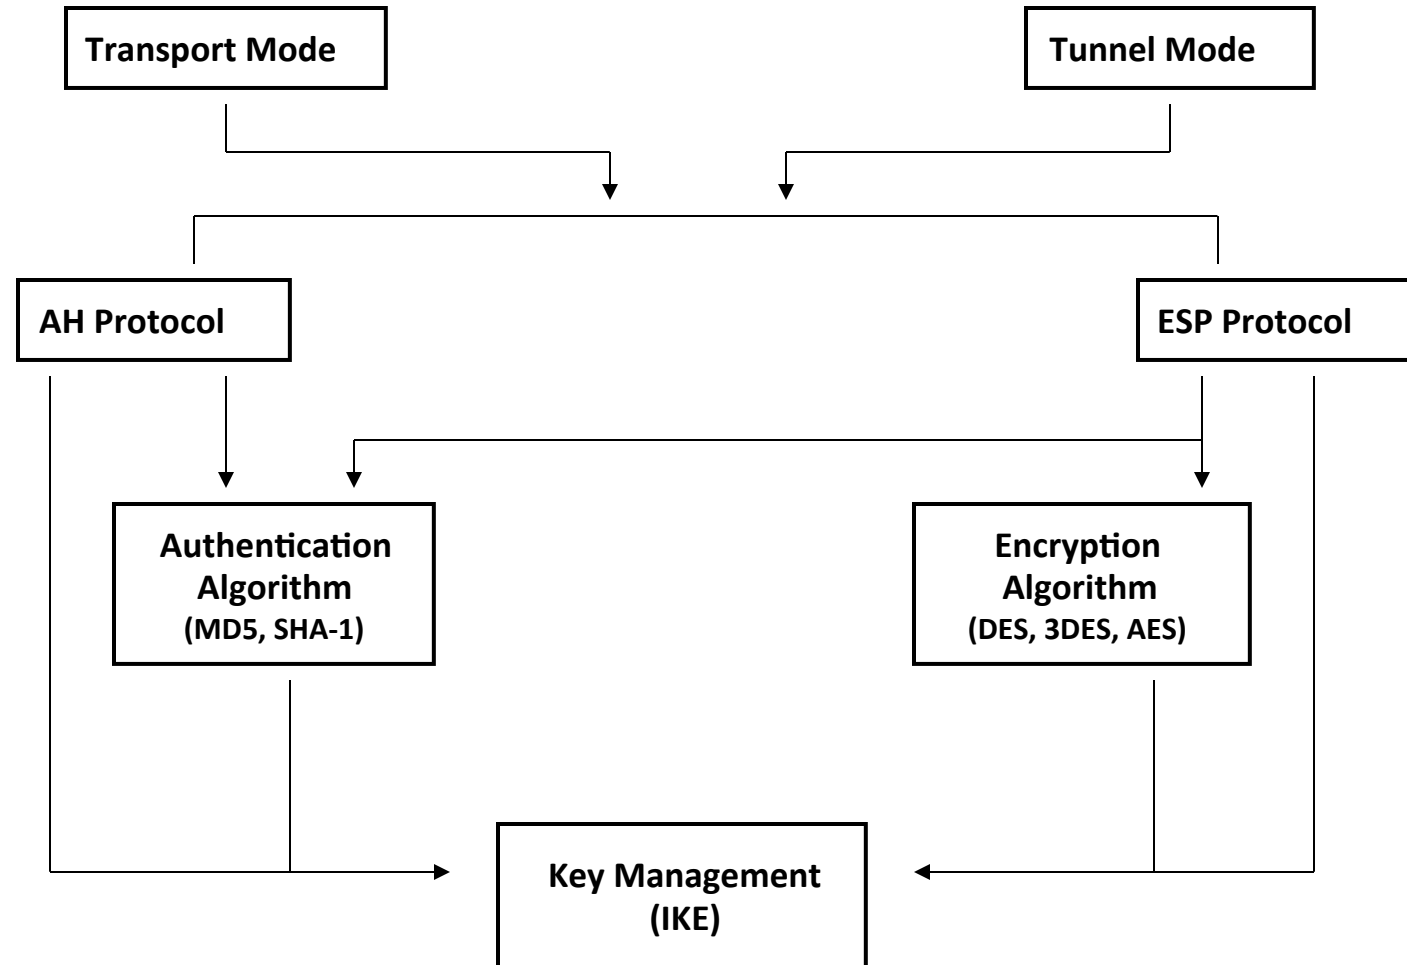 Transport Mode
Tunnel Mode
AH Protocol
ESP Protocol
Authentication
Algorithm
(MD5, SHA-1)
Encryption
Algorithm
(DES, 3DES, AES)
Key Management
(IKE)